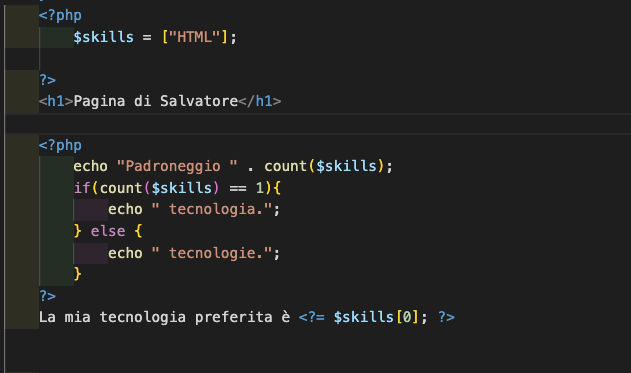 <?php
    $skills = ["HTML"];
?>
<h1>Pagina di Salvatore</h1>
<?php
    echo "Padroneggio " . count($skills);
    if(count($skills) == 1){
        echo " tecnologia.";
    } else {
        echo " tecnologie.";
    }
?>
La mia tecnologia preferita è <?= $skills[0]; ?>